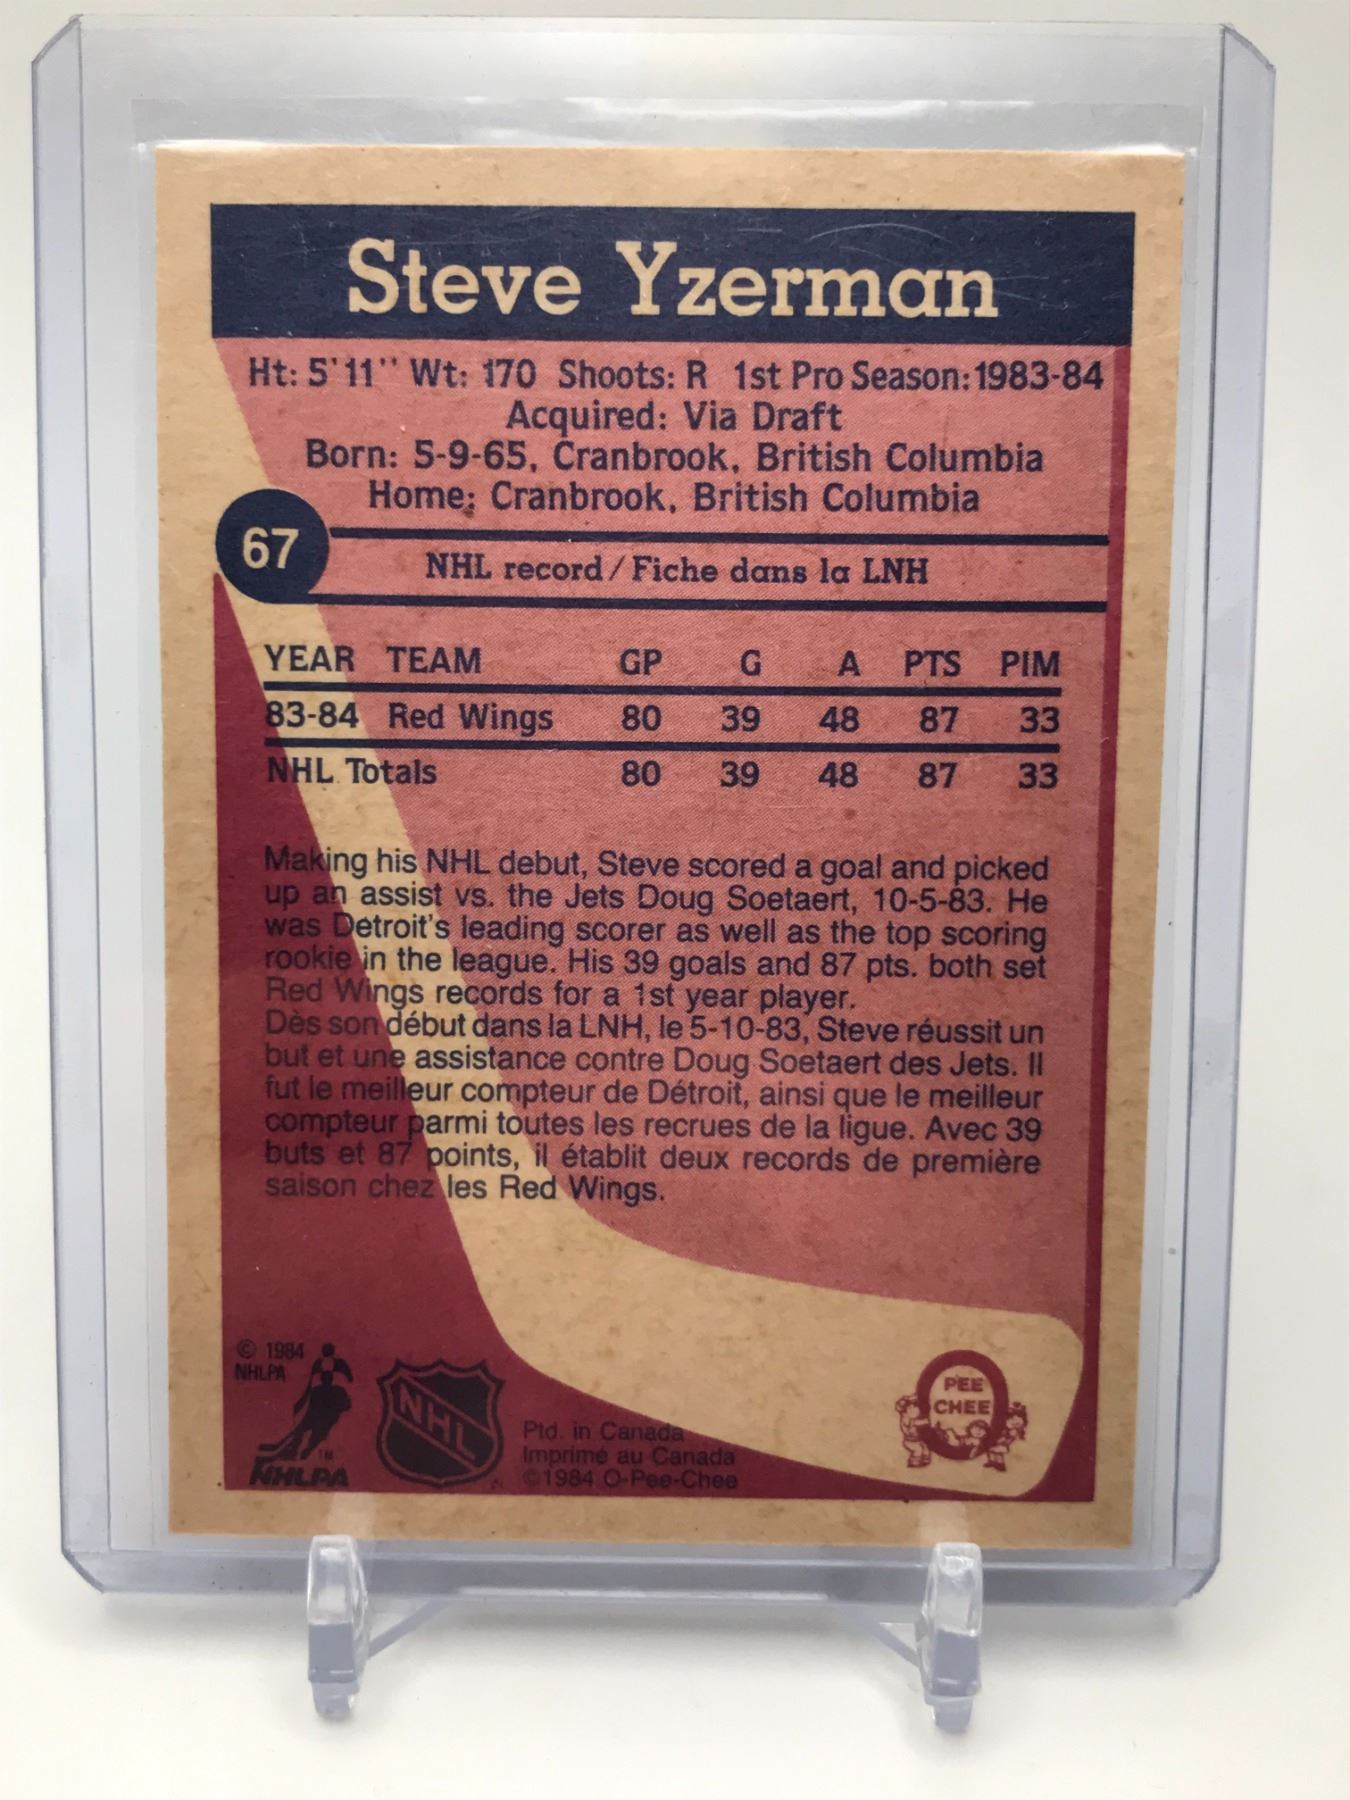 Steve Yzerman
Ht: 5'11'' Wt: 170 Shoots: R 1st Pro Season: 1983-84
Acquired: Via Draft
Born: 5-9-65, Cranbrook, British Columbia
Home: Cranbrook, British Columbia
67
NHL record / Fiche dans la LNH
YEAR TEAM GP G A PTS PIM
83-84 Red Wings 80 39 48 87 33
NHL Totals 80 39 48 87 33
Making his NHL debut, Steve scored a goal and picked
up an assist vs. the Jets Doug Soetaert, 10-5-83. He
was Detroit's leading scorer as well as the top scoring
rookie in the league. His 39 goals and 87 pts. both set
Red Wings records for a 1st year player.
Dès son début dans la LNH, le 5-10-83, Steve réussit un
but et une assistance contre Doug Soetaert des Jets. Il
fut le meilleur compteur de Détroit, ainsi que le meilleur
compteur parmi toutes les recrues de la ligue. Avec 39
buts et 87 points, il établit deux records de première
saison chez les Red Wings.
© 1984
NHLPA
TM
NHLPA
NHL
Ptd. in Canada
Imprimé au Canada
©1984 O-Pee-Chee
O
PEE
CHEE